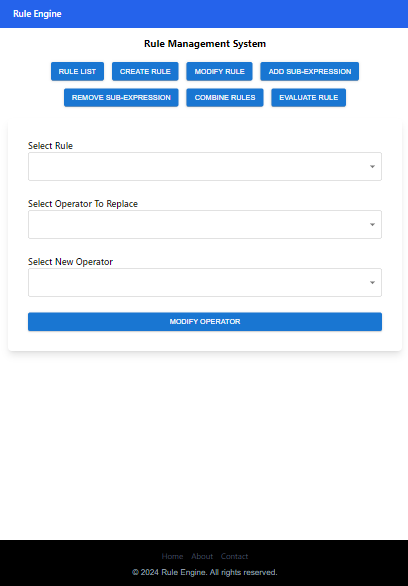 Rule Engine
Rule Management System
RULE LIST CREATE RULE MODIFY RULE ADD SUB-EXPRESSION
REMOVE SUB-EXPRESSION COMBINE RULES EVALUATE RULE
Select Rule
Select Operator To Replace
Select New Operator
MODIFY OPERATOR
Home About Contact
© 2024 Rule Engine. All rights reserved.